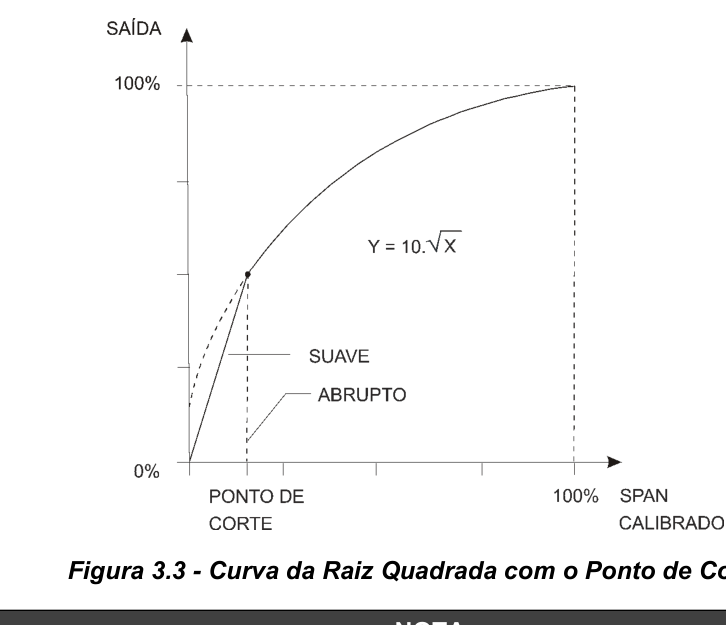 SAÍDA
100%
Y = 10.√X
SUAVE
ABRUPTO
0%
PONTO DE
CORTE
100%
SPAN
CALIBRADO
Figura 3.3 - Curva da Raiz Quadrada com o Ponto de Co